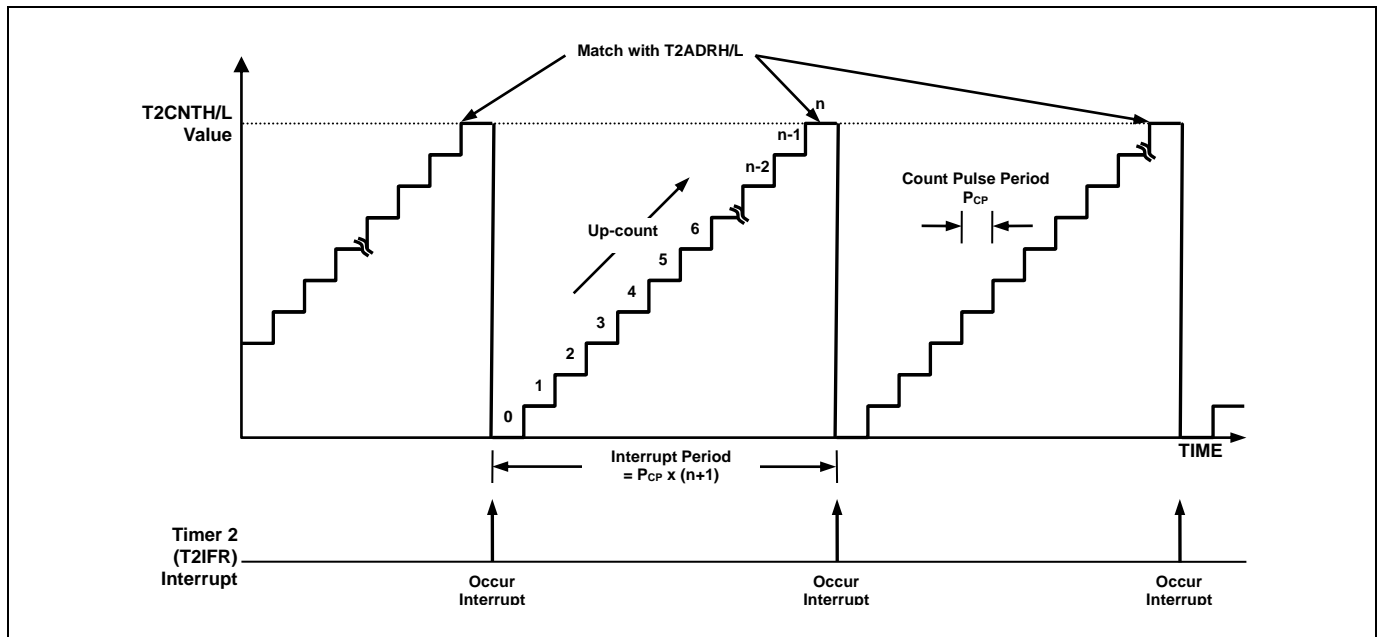 Match with T2ADRH/L
T2CNTH/L
Value
n
n-1
n-2
Count Pulse Period
PCP
Up-count
6
5
4
3
2
1
0
TIME
Interrupt Period
= PCP x (n+1)
Timer 2
(T2IFR)
Interrupt
Occur
Interrupt
Occur
Interrupt
Occur
Interrupt